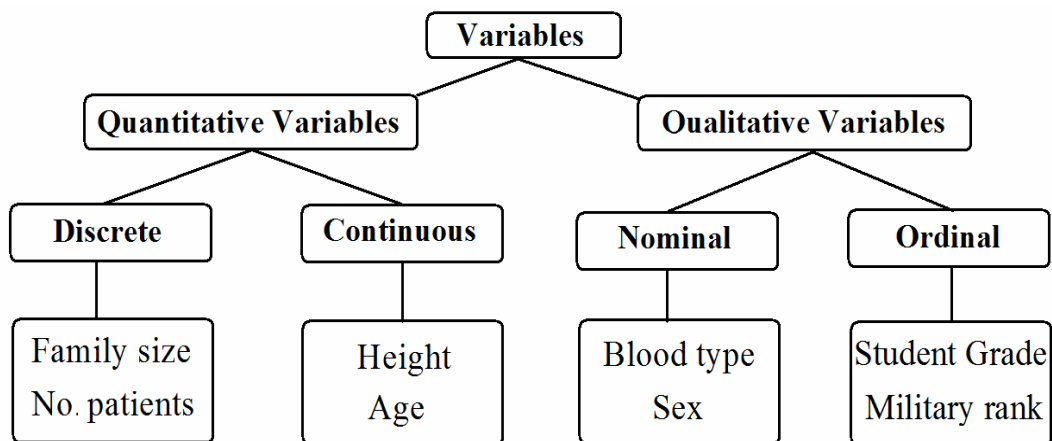 Variables
Quantitative Variables
Oualitative Variables
Discrete
Continuous
Nominal
Ordinal
Family size
No. patients
Height
Age
Blood type
Sex
Student Grade
Military rank